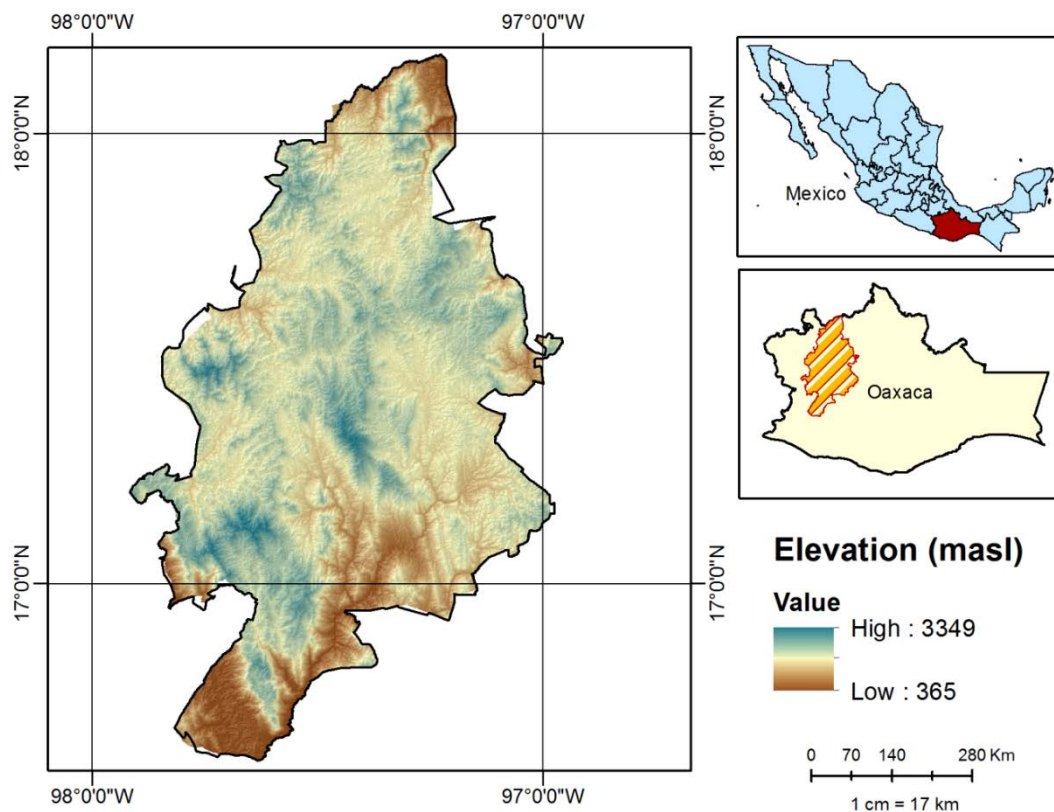 98°0'0"W
97°0'0"W
18°0'0"N
18°0'0"N
17°0'0"N
17°0'0"N
98°0'0"W
97°0'0"W
Mexico
Oaxaca
Elevation (masl)
Value
High : 3349
Low : 365
0 70 140 280 Km
1 cm = 17 km